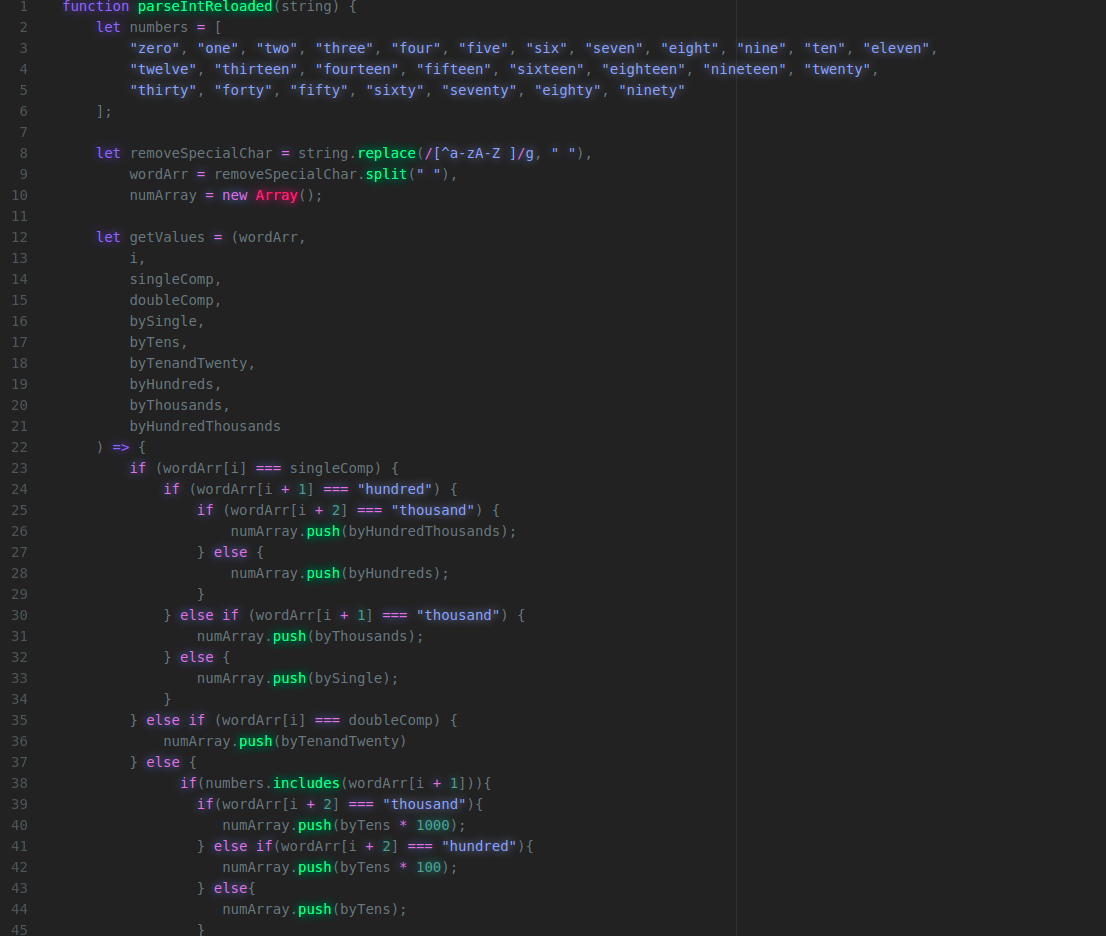 1 function parseIntReloaded(string) {
2 let numbers = [
3 "zero", "one", "two", "three", "four", "five", "six", "seven", "eight", "nine", "ten", "eleven",
4 "twelve", "thirteen", "fourteen", "fifteen", "sixteen", "eighteen", "nineteen", "twenty",
5 "thirty", "forty", "fifty", "sixty", "seventy", "eighty", "ninety"
6 ];
7
8 let removeSpecialChar = string.replace(/[^a-zA-Z ]/g, " "),
9 wordArr = removeSpecialChar.split(" "),
10 numArray = new Array();
11
12 let getValues = (wordArr,
13 i,
14 singleComp,
15 doubleComp,
16 bySingle,
17 byTens,
18 byTenandTwenty,
19 byHundreds,
20 byThousands,
21 byHundredThousands
22 ) => {
23 if (wordArr[i] === singleComp) {
24 if (wordArr[i + 1] === "hundred") {
25 if (wordArr[i + 2] === "thousand") {
26 numArray.push(byHundredThousands);
27 } else {
28 numArray.push(byHundreds);
29 }
30 } else if (wordArr[i + 1] === "thousand") {
31 numArray.push(byThousands);
32 } else {
33 numArray.push(bySingle);
34 }
35 } else if (wordArr[i] === doubleComp) {
36 numArray.push(byTenandTwenty)
37 } else {
38 if(numbers.includes(wordArr[i + 1])){
39 if(wordArr[i + 2] === "thousand"){
40 numArray.push(byTens * 1000);
41 } else if(wordArr[i + 2] === "hundred"){
42 numArray.push(byTens * 100);
43 } else{
44 numArray.push(byTens);
45 }